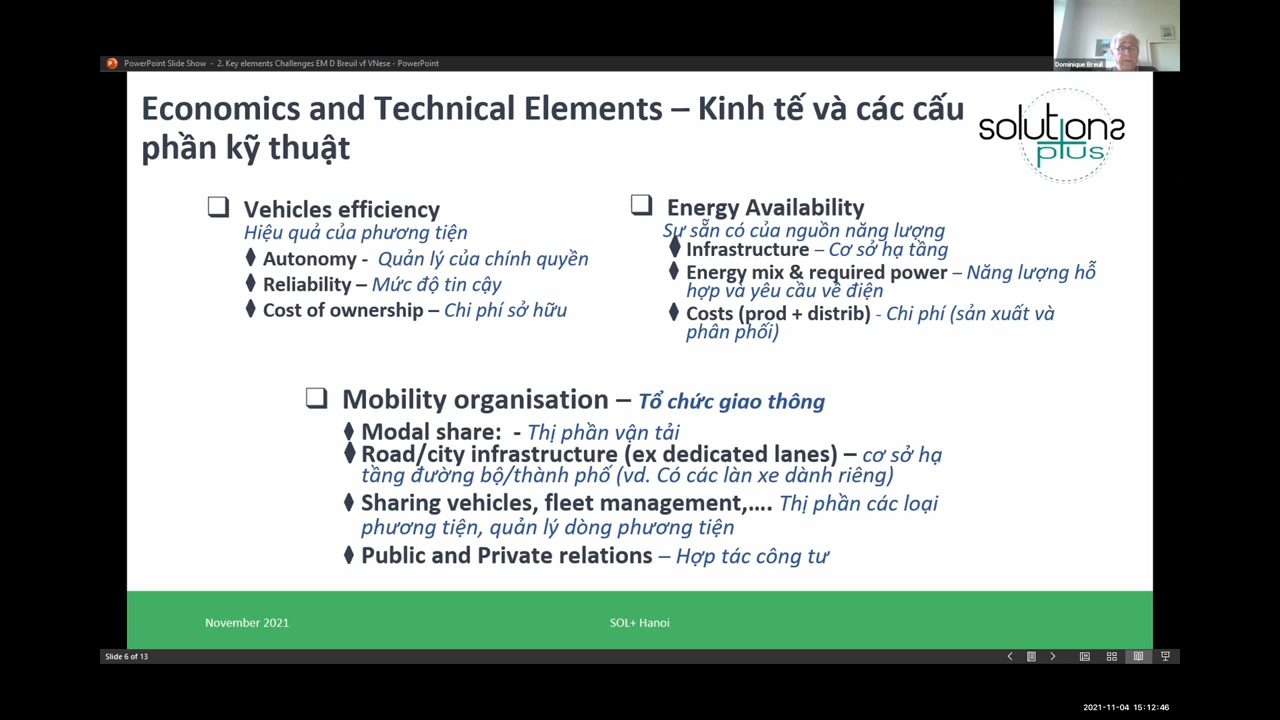 PowerPoint Slide Show - 2. Key elements Challenges EM D Breuil vf VNese - PowerPoint
Dominique Breuil
Economics and Technical Elements – Kinh tế và các cấu
phần kỹ thuật
solutions
plus
Vehicles efficiency
Hiệu quả của phương tiện
Autonomy - Quản lý của chính quyền
Reliability – Mức độ tin cậy
Cost of ownership – Chi phí sở hữu
Energy Availability
Sự sẵn có của nguồn năng lượng
Infrastructure – Cơ sở hạ tầng
Energy mix & required power – Năng lượng hỗ
hợp và yêu cầu về điện
Costs (prod + distrib) - Chi phí (sản xuất và
phân phối)
Mobility organisation – Tổ chức giao thông
Modal share: - Thị phần vận tải
Road/city infrastructure (ex dedicated lanes) – cơ sở hạ
tầng đường bộ/thành phố (vd. Có các làn xe dành riêng)
Sharing vehicles, fleet management,…. Thị phần các loại
phương tiện, quản lý dòng phương tiện
Public and Private relations – Hợp tác công tư
November 2021
SOL+ Hanoi
Slide 6 of 13
2021-11-04 15:12:46